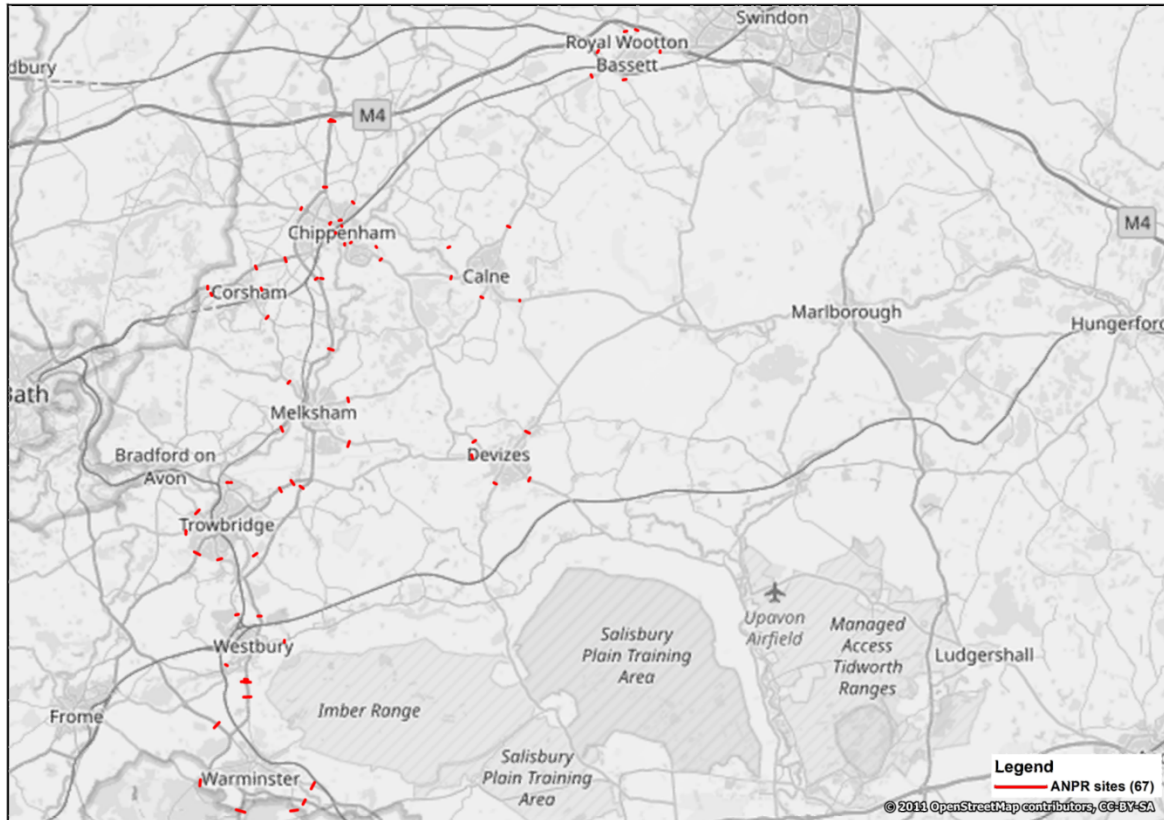 Swindon
Royal Wootton
Bassett
dbury
M4
Chippenham
M4
Calne
Corsham
Marlborough
Hungerford
Bath
Melksham
Bradford on
Avon
Devizes
Trowbridge
Upavon
Airfield
Managed
Access
Tidworth
Ranges
Salisbury
Plain Training
Area
Westbury
Ludgershall
Imber Range
Frome
Salisbury
Plain Training
Area
Warminster
Legend
ANPR sites (67)
© 2011 OpenStreetMap contributors, CC-BY-SA